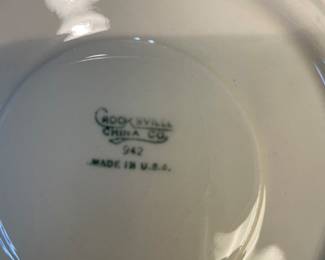 CROOKSVILLE
CHINA CO.
942
MADE IN U.S.A.